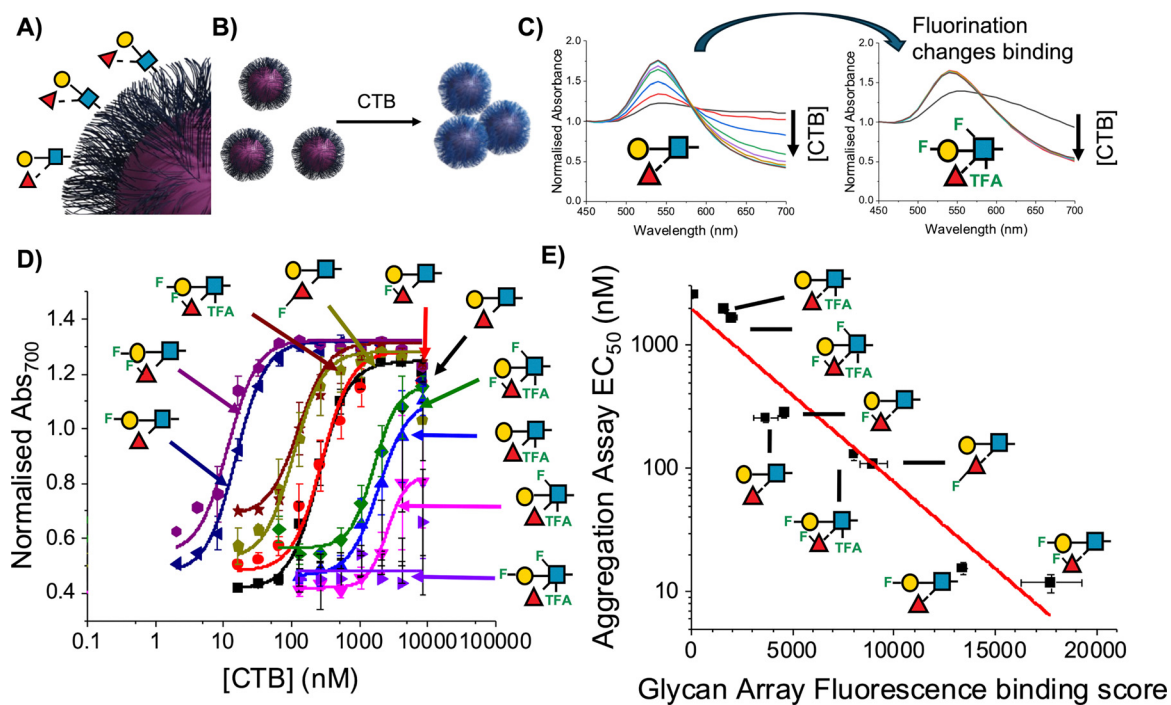 A)
B)
CTB
C)
Fluorination
changes binding
Normalised Absorbance
2.0
1.5
1.0
0.5
0.0
450 500 550 600 650 700
Wavelength (nm)
[CTB]
Normalised Absorbance
2.0
1.5
1.0
0.5
0.0
450 500 550 600 650 700
Wavelength (nm)
F
F
TFA
[CTB]
D)
Normalised Abs700
1.4
1.2
1.0
0.8
0.6
0.4
0.1 1 10 100 1000 10000 100000
[CTB] (nM)
F
F
TFA
F
F
F
F
F
F
F
TFA
TFA
F
TFA
F
F
TFA
E)
Aggregation Assay EC50 (nM)
1000
100
10
0 5000 10000 15000 20000
Glycan Array Fluorescence binding score
TFA
F
F
TFA
F
F
F
F
TFA
F
F
F